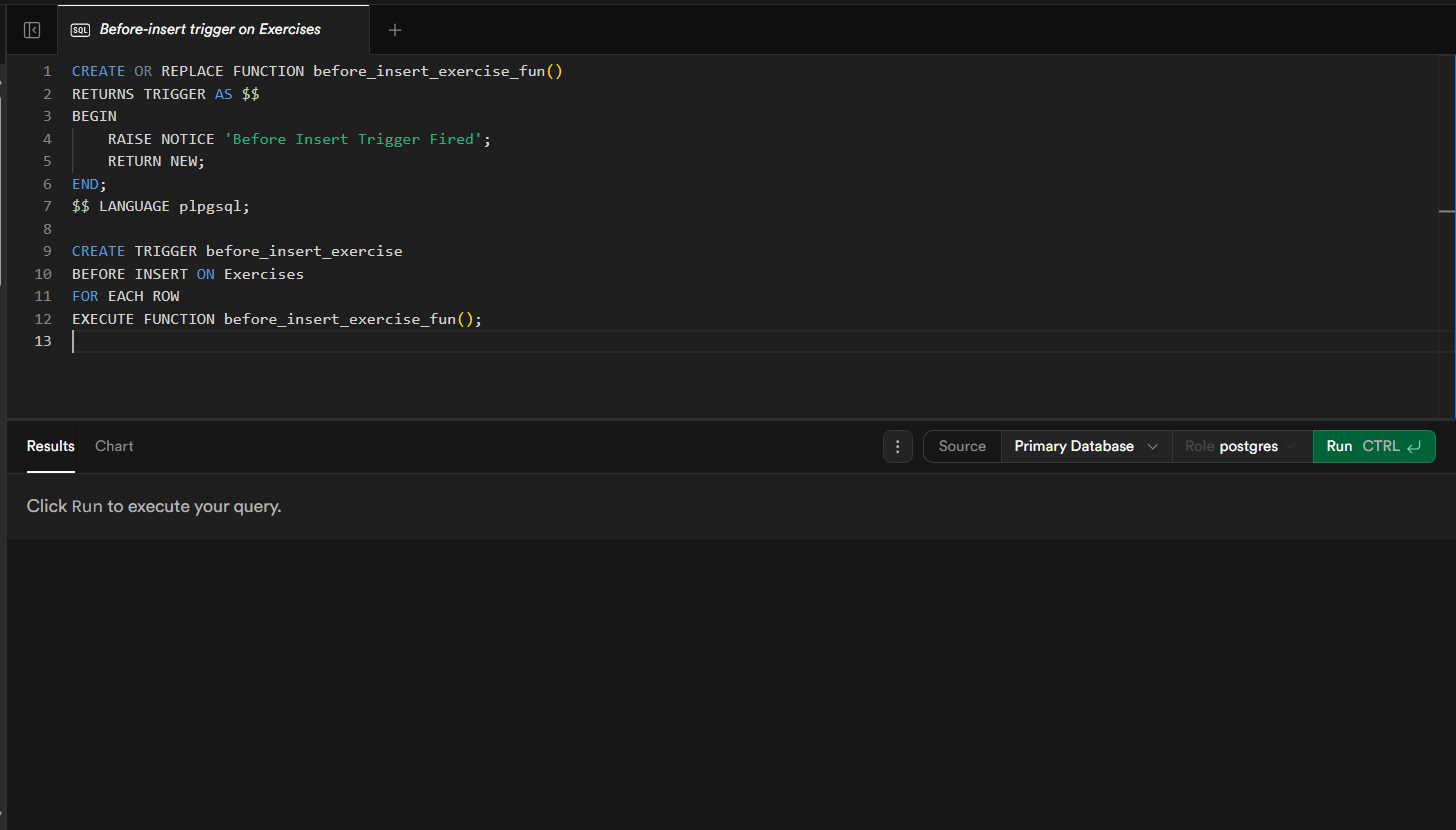 SQL Before-insert trigger on Exercises
1 CREATE OR REPLACE FUNCTION before_insert_exercise_fun()
2 RETURNS TRIGGER AS $$
3 BEGIN
4     RAISE NOTICE 'Before Insert Trigger Fired';
5     RETURN NEW;
6 END;
7 $$ LANGUAGE plpgsql;
8
9 CREATE TRIGGER before_insert_exercise
10 BEFORE INSERT ON Exercises
11 FOR EACH ROW
12 EXECUTE FUNCTION before_insert_exercise_fun();
13
Results Chart Source Primary Database Role postgres Run CTRL
Click Run to execute your query.